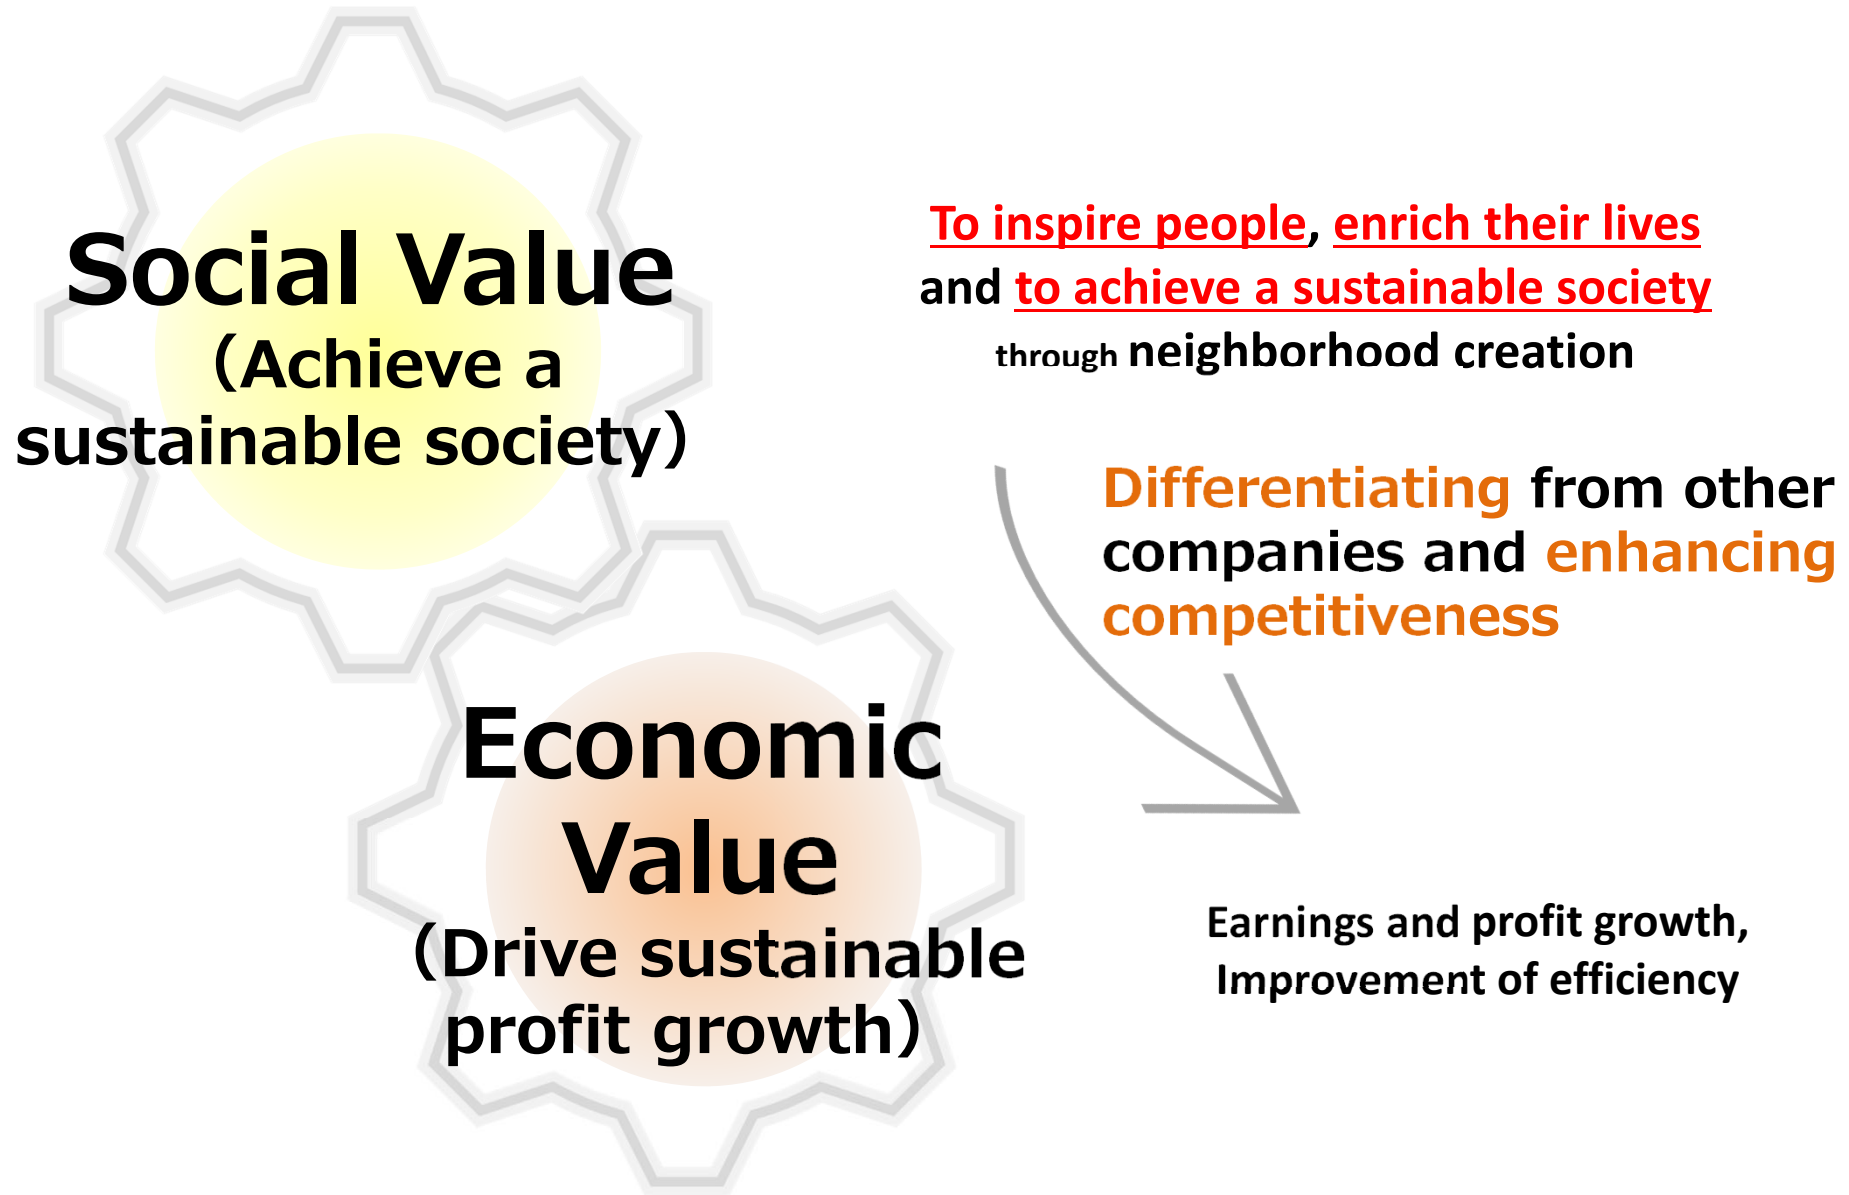 Social Value
（Achieve a
sustainable society）
To inspire people, enrich their lives
and to achieve a sustainable society
through neighborhood creation
Differentiating from other
companies and enhancing
competitiveness
Economic
Value
（Drive sustainable
profit growth）
Earnings and profit growth,
Improvement of efficiency